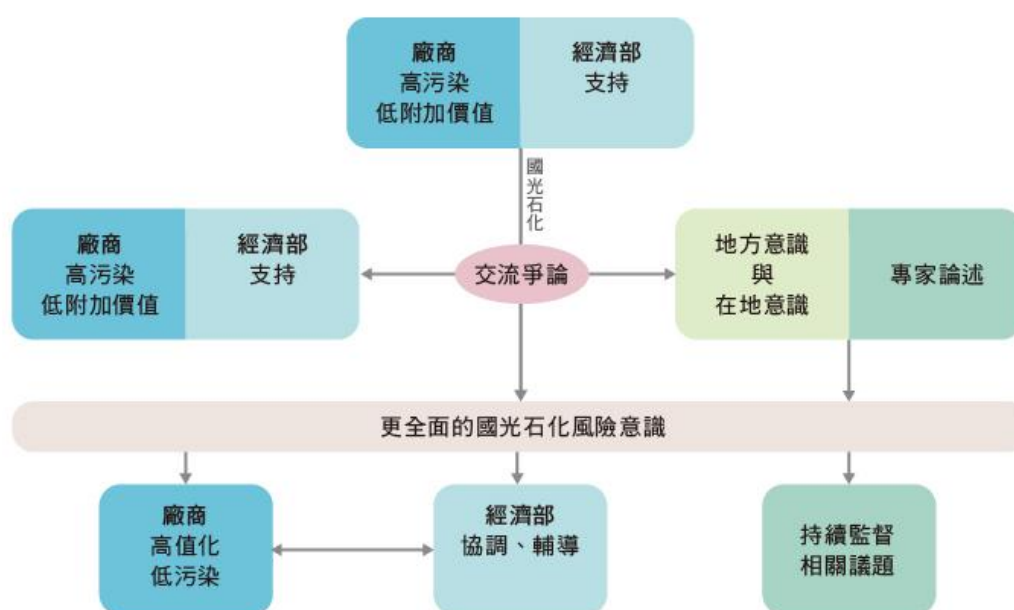 廠商
高污染
低附加價值
經濟部
支持
國光石化
廠商
高污染
低附加價值
經濟部
支持
交流爭論
地方意識
與
在地意識
專家論述
更全面的國光石化風險意識
廠商
高值化
低污染
經濟部
協調、輔導
持續監督
相關議題